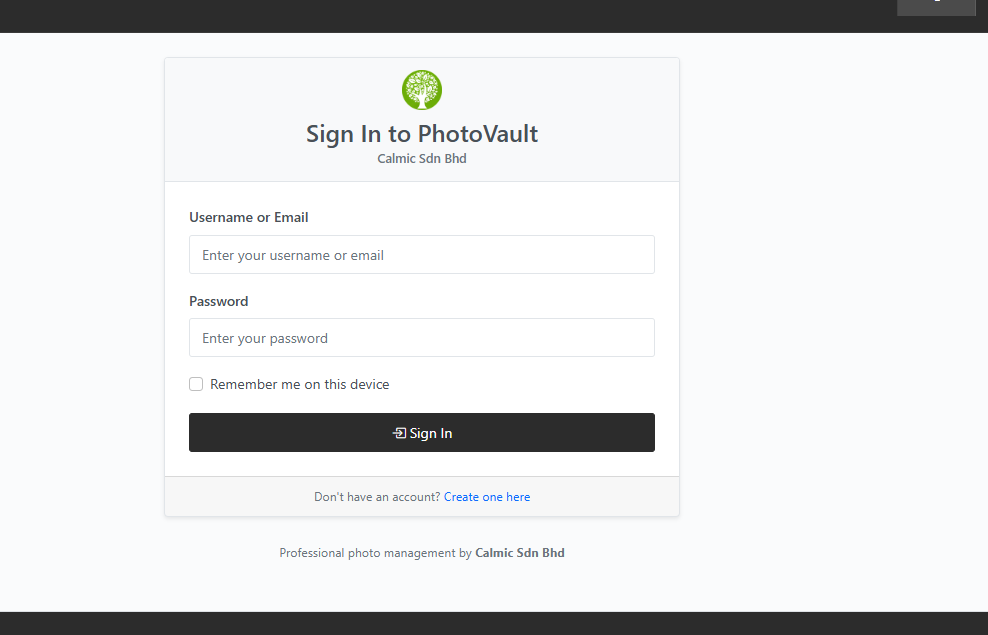 Sign In to PhotoVault
Calmic Sdn Bhd
Username or Email
Enter your username or email
Password
Enter your password
Remember me on this device
Sign In
Don't have an account? Create one here
Professional photo management by Calmic Sdn Bhd